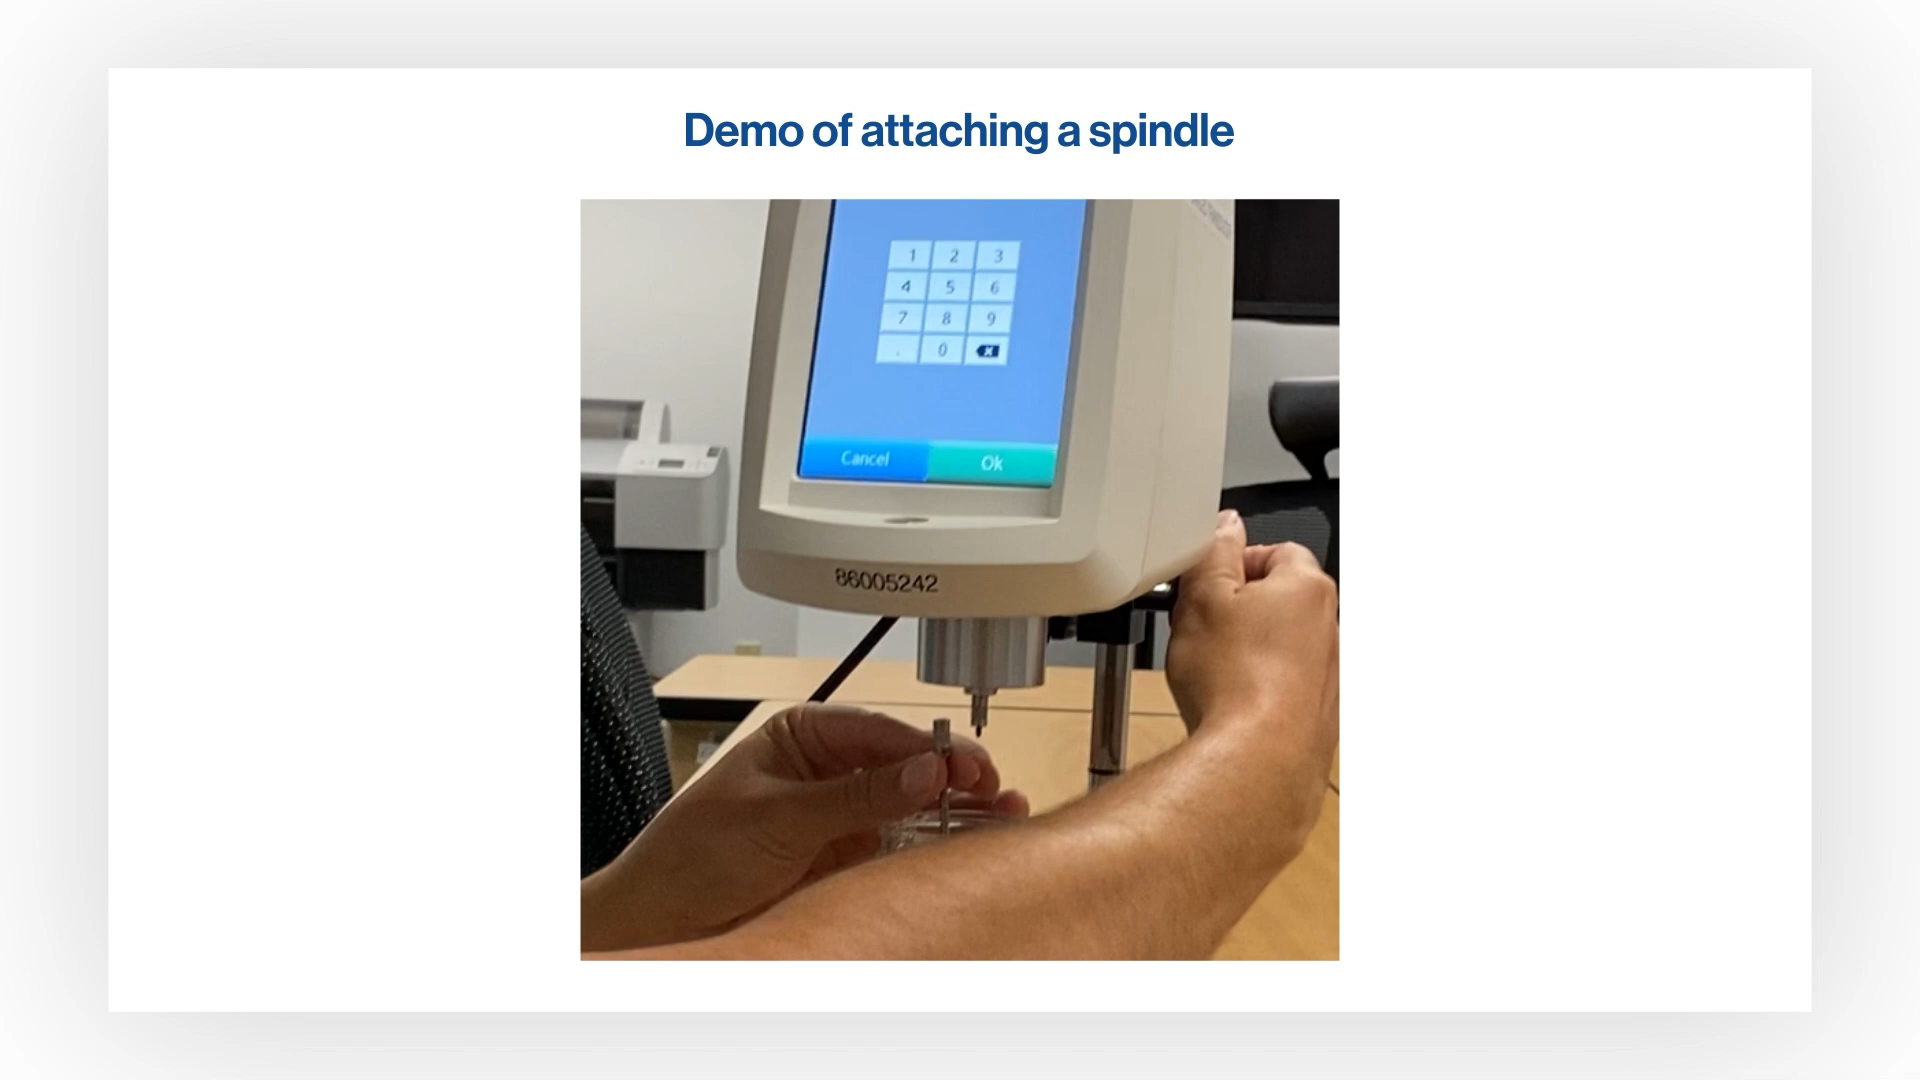 Demo of attaching a spindle
1 2 3
4 5 6
7 8 9
. 0
Cancel Ok
86005242